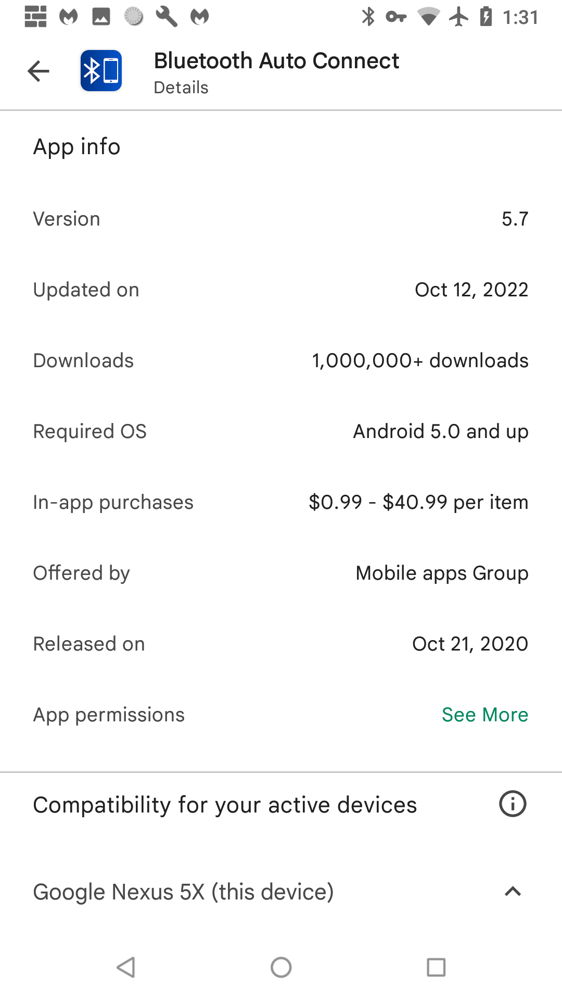 1:31
Bluetooth Auto Connect
Details
App info
Version 5.7
Updated on Oct 12, 2022
Downloads 1,000,000+ downloads
Required OS Android 5.0 and up
In-app purchases $0.99 - $40.99 per item
Offered by Mobile apps Group
Released on Oct 21, 2020
App permissions See More
Compatibility for your active devices
Google Nexus 5X (this device)